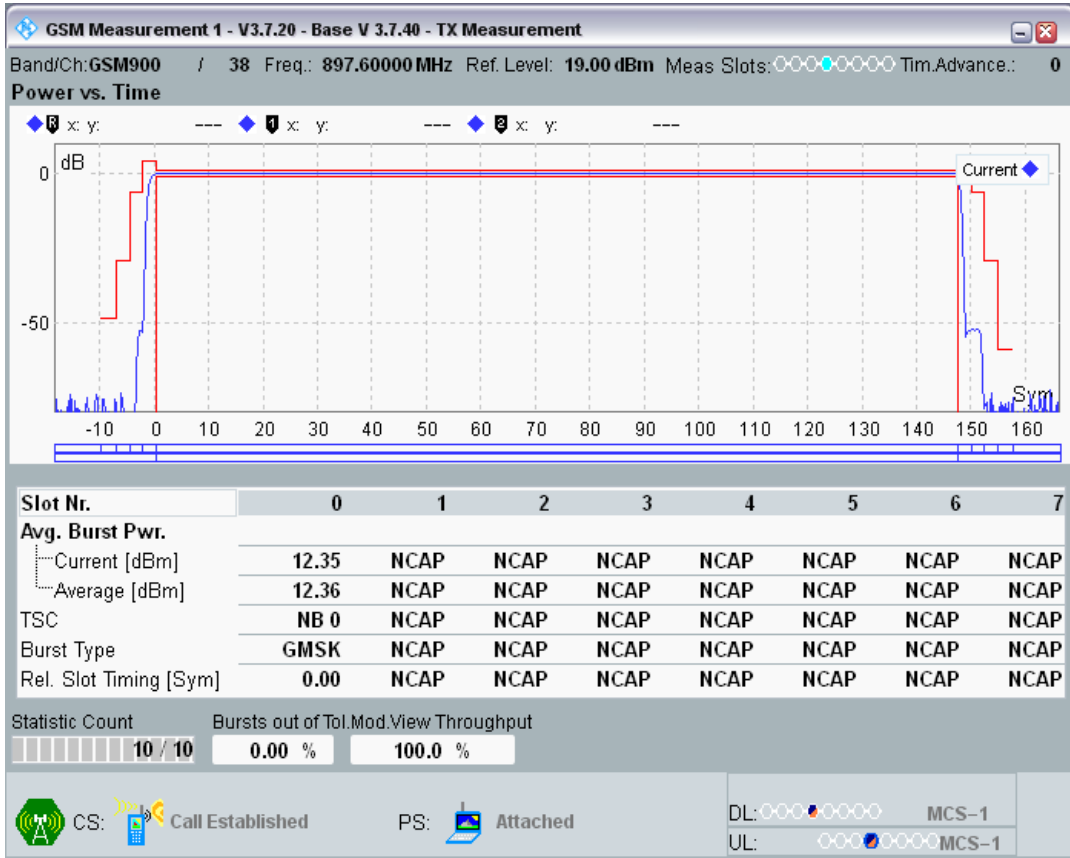 GSM Measurement 1 - V3.7.20 - Base V 3.7.40 - TX Measurement
Band/Ch:GSM900 / 38 Freq.: 897.60000 MHz Ref. Level: 19.00 dBm Meas Slots: Tim.Advance.: 0
Power vs. Time
R x: y: --- 1 x: y: --- 2 x: y: ---
dB
Current
0
-50
Sym
-10 0 10 20 30 40 50 60 70 80 90 100 110 120 130 140 150 160
Slot Nr. 0 1 2 3 4 5 6 7
Avg. Burst Pwr.
Current [dBm] 12.35 NCAP NCAP NCAP NCAP NCAP NCAP NCAP
Average [dBm] 12.36 NCAP NCAP NCAP NCAP NCAP NCAP NCAP
TSC NB 0 NCAP NCAP NCAP NCAP NCAP NCAP NCAP
Burst Type GMSK NCAP NCAP NCAP NCAP NCAP NCAP NCAP
Rel. Slot Timing [Sym] 0.00 NCAP NCAP NCAP NCAP NCAP NCAP NCAP
Statistic Count Bursts out of Tol.Mod.View Throughput
10 / 10 0.00 % 100.0 %
CS: Call Established PS: Attached
DL: MCS-1
UL: MCS-1